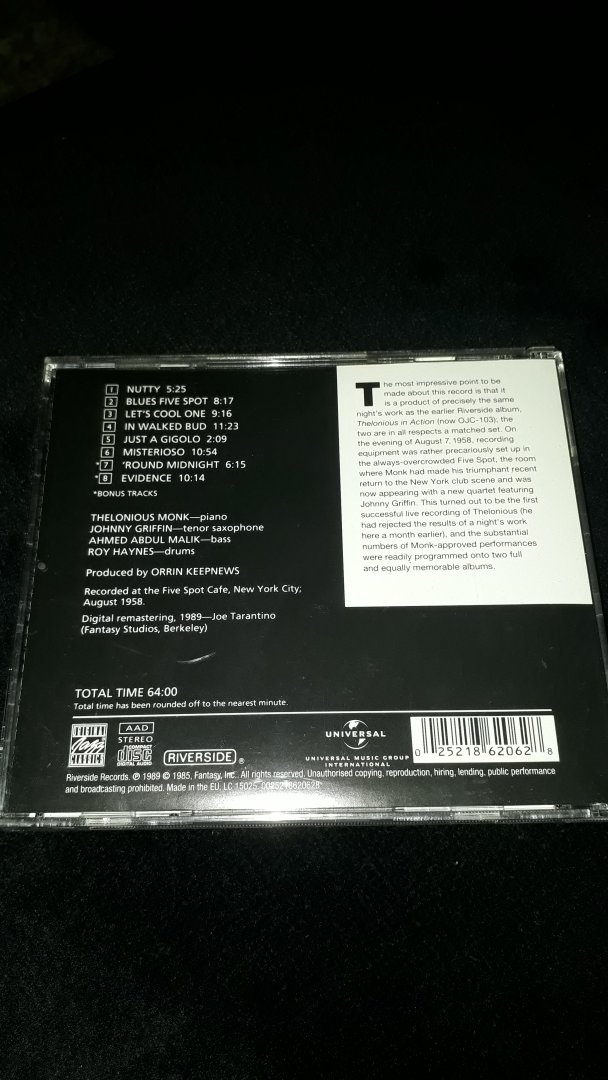 1 NUTTY 5:25
2 BLUES FIVE SPOT 8:17
3 LET'S COOL ONE 9:16
4 IN WALKED BUD 11:23
5 JUST A GIGOLO 2:09
6 MISTERIOSO 10:54
*7 'ROUND MIDNIGHT 6:15
*8 EVIDENCE 10:14
*BONUS TRACKS
THELONIOUS MONK—piano
JOHNNY GRIFFIN—tenor saxophone
AHMED ABDUL MALIK—bass
ROY HAYNES—drums
Produced by ORRIN KEEPNEWS
Recorded at the Five Spot Cafe, New York City;
August 1958.
Digital remastering, 1989—Joe Tarantino
(Fantasy Studios, Berkeley)
The most impressive point to be
made about this record is that it
is a product of precisely the same
night's work as the earlier Riverside album,
Thelonious in Action (now OJC-103); the
two are in all respects a matched set. On
the evening of August 7, 1958, recording
equipment was rather precariously set up in
the always-overcrowded Five Spot, the room
where Monk had made his triumphant recent
return to the New York club scene and was
now appearing with a new quartet featuring
Johnny Griffin. This turned out to be the first
successful live recording of Thelonious (he
had rejected the results of a night's work
here a month earlier), and the substantial
numbers of Monk-approved performances
were readily programmed onto two full
and equally memorable albums.
TOTAL TIME 64:00
Total time has been rounded off to the nearest minute.
Jazz
AAD
STEREO
COMPACT
disc
DIGITAL AUDIO
RIVERSIDE ®
UNIVERSAL
UNIVERSAL MUSIC GROUP
INTERNATIONAL
0 25218 62062 8
Riverside Records. ℗ 1989 © 1985, Fantasy, Inc. All rights reserved. Unauthorised copying, reproduction, hiring, lending, public performance
and broadcasting prohibited. Made in the EU. LC 15025. 0025218620628